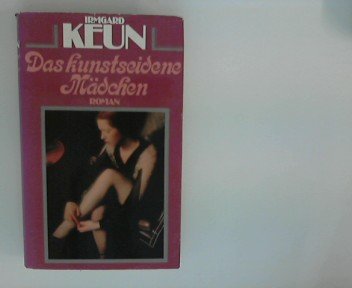 IRMGARD
KEUN
Das kunstseidene
Mädchen
ROMAN